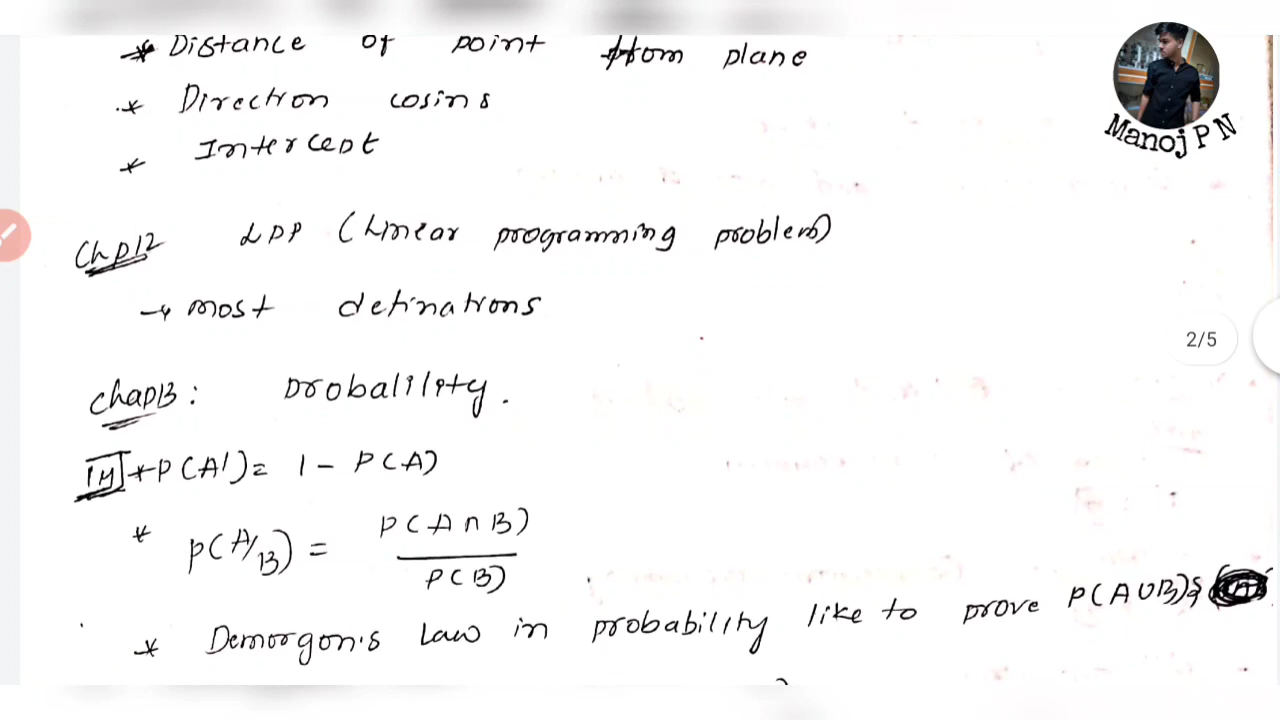 * Distance of point from plane
* Direction cosins
* Intercept
Manoj P N
Chp12 LPP (Linear programming problem)
→ most definations
2/5
Chap13: Probalility.
1M * P(A') = 1 - P(A)
* P(A/B) = P(A∩B) / P(B)
* Demorgon's Law in probability like to prove P(A∪B)